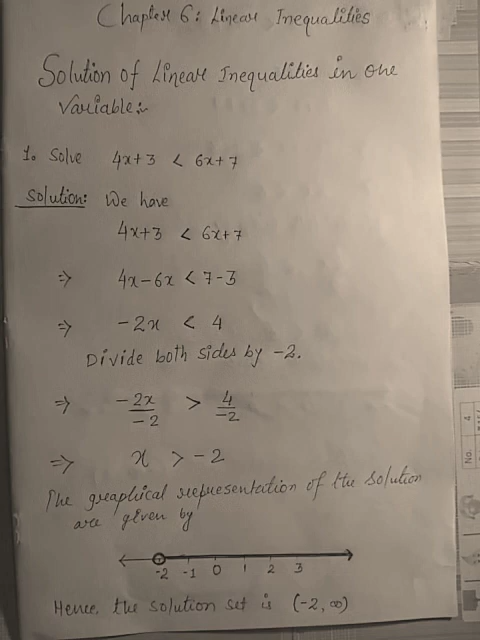 Chapter 6: Linear Inequalities
Solution of Linear Inequalities in one
Variable:-
1. Solve 4x+3 < 6x+7
Solution: We have
4x+3 < 6x+7
⇒ 4x-6x < 7-3
⇒ -2x < 4
Divide both sides by -2.
⇒ -2x/-2 > 4/-2
⇒ x > -2
The graphical representation of the solution
are given by
-2 -1 0 1 2 3
Hence, the solution set is (-2, ∞)
No. 4